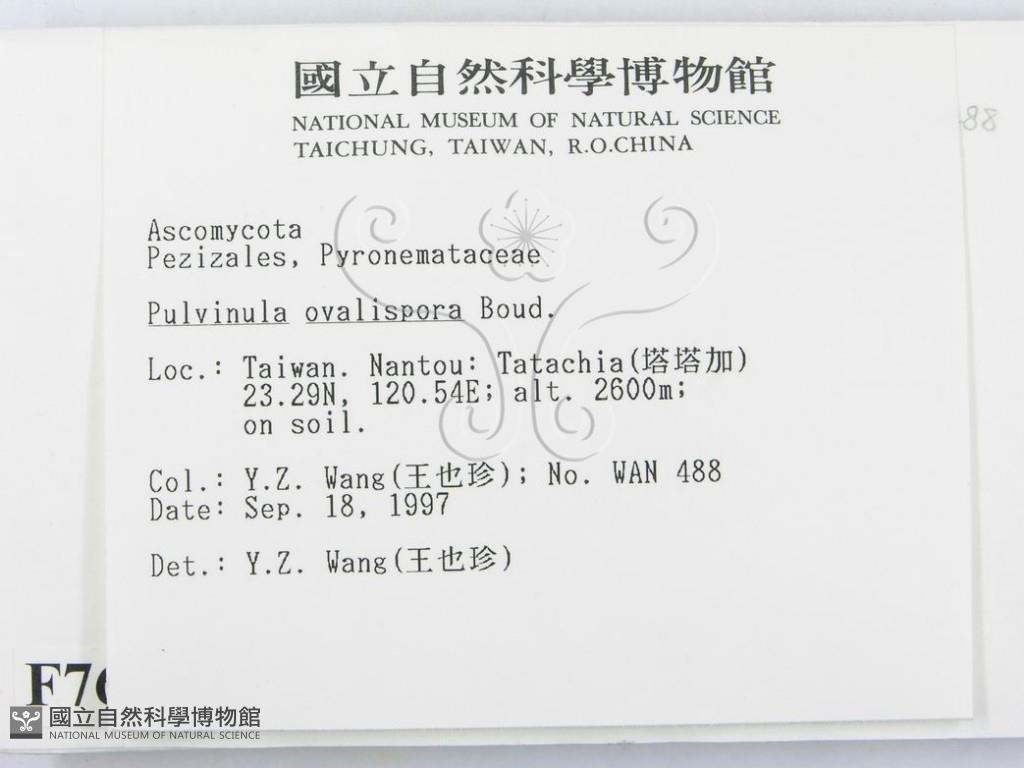 國立自然科學博物館
NATIONAL MUSEUM OF NATURAL SCIENCE
TAICHUNG, TAIWAN, R.O.CHINA
Ascomycota
Pezizales, Pyronemataceae
Pulvinula ovalispora Boud.
Loc.: Taiwan. Nantou: Tatachia(塔塔加)
23.29N, 120.54E; alt. 2600m;
on soil.
Col.: Y.Z. Wang(王也珍); No. WAN 488
Date: Sep. 18, 1997
Det.: Y.Z. Wang(王也珍)
國立自然科學博物館
NATIONAL MUSEUM OF NATURAL SCIENCE